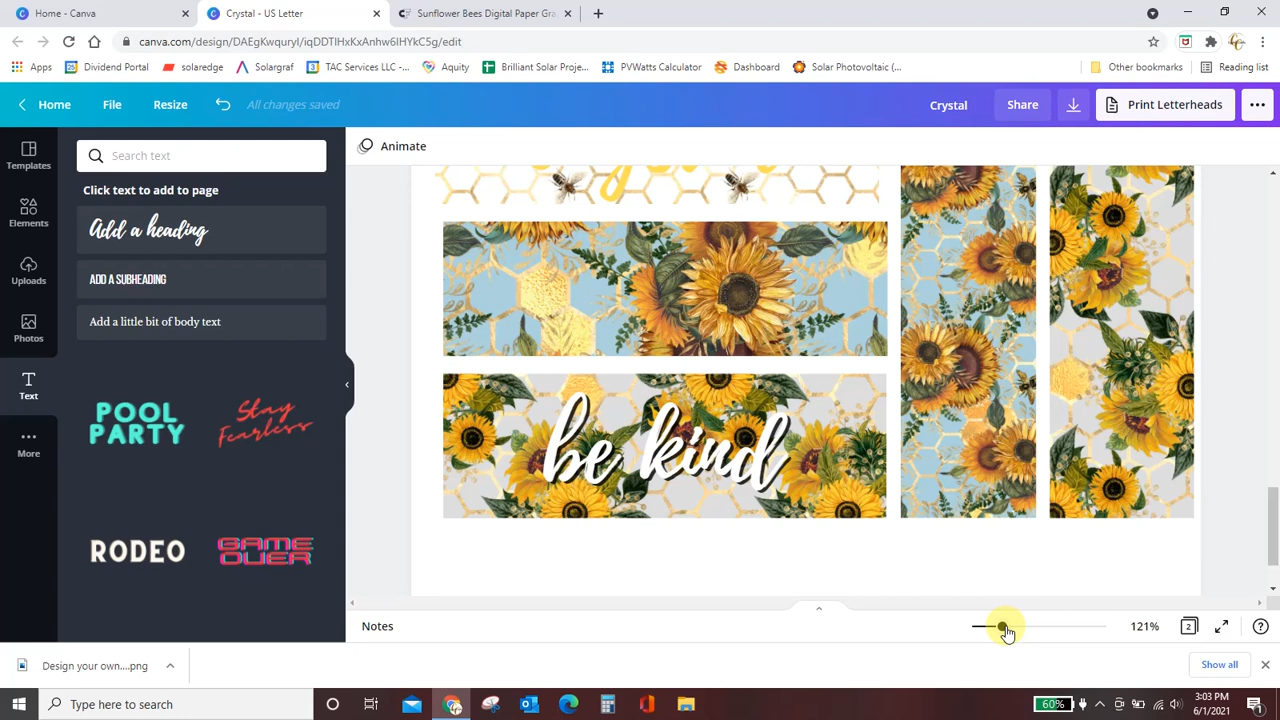 Home - Canva
Crystal - US Letter
Sunflower Bees Digital Paper Gra
canva.com/design/DAEgKwquryI/iqDDTIHxKxAnhw6IHYkC5g/edit
Apps
Dividend Portal
solaredge
Solargraf
TAC Services LLC -...
Aquity
Brilliant Solar Proje...
PVWatts Calculator
Dashboard
Solar Photovoltaic (...
Other bookmarks
Reading list
Home
File
Resize
All changes saved
Crystal
Share
Print Letterheads
Templates
Elements
Uploads
Photos
Text
More
Search text
Click text to add to page
Add a heading
ADD A SUBHEADING
Add a little bit of body text
POOL
PARTY
Stay
Fearless
RODEO
GAME
OVER
Animate
be kind
Notes
121%
2
Design your own....png
Show all
Type here to search
60%
3:03 PM
6/1/2021
1